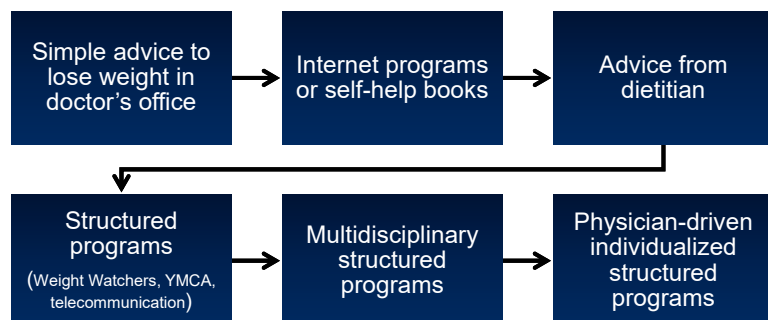 Simple advice to
lose weight in
doctor’s office
Internet programs
or self-help books
Advice from
dietitian
Structured
programs
(Weight Watchers, YMCA,
telecommunication)
Multidisciplinary
structured
programs
Physician-driven
individualized
structured
programs